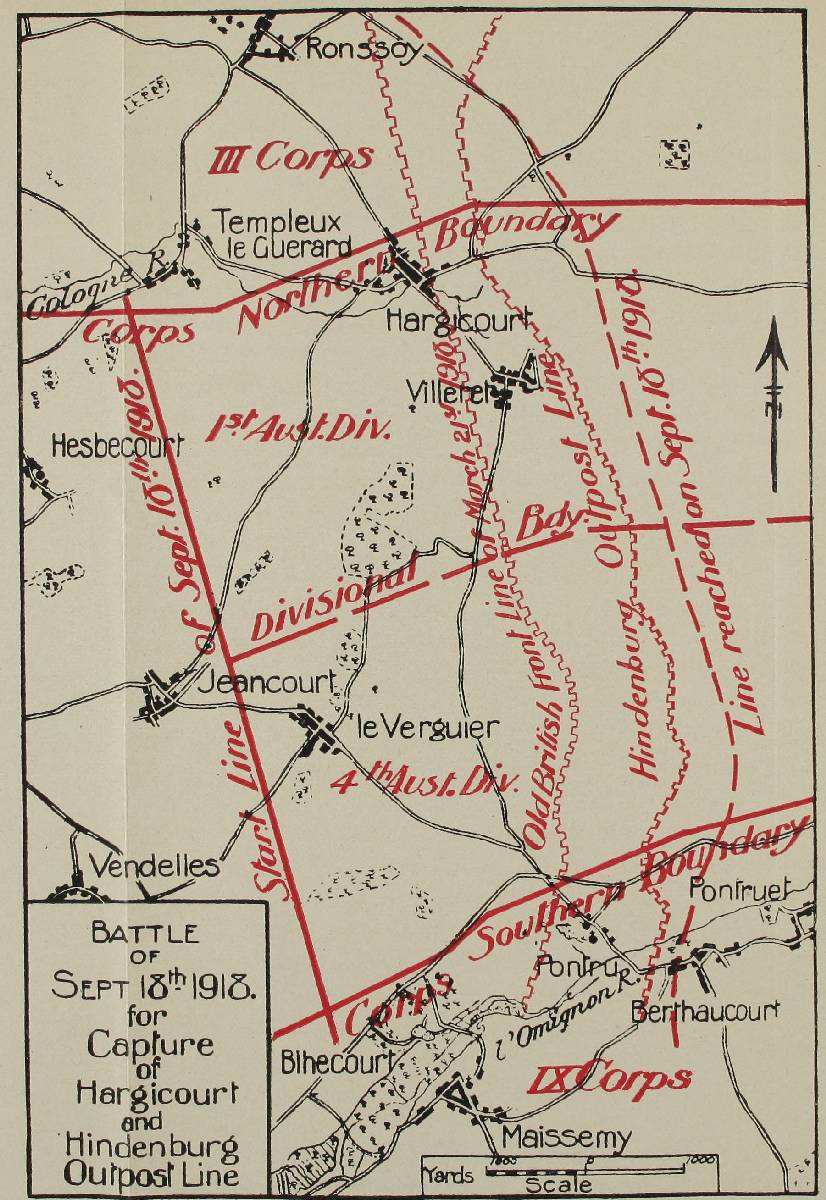 Ronssoy
III Corps
Templeux
le Guerard
Cologne R.
Corps Northern Boundary
Hargicourt
Villeret
1st Aust. Div.
Hesbecourt
Start Line of Sept. 18th 1918.
Old British Front Line of March 21st 1918
Hindenburg Outpost Line
Line reached on Sept. 18th 1918.
N
Divisional Bdy
Jeancourt
le Verguier
4th Aust. Div.
Vendelles
Corps Southern Boundary
Pontruet
Pontru
l'Omignon R.
Berthaucourt
Bihecourt
IX Corps
Maissemy
BATTLE
OF
SEPT 18th 1918.
for
Capture
of
Hargicourt
and
Hindenburg
Outpost Line
Yards 1000 0 1000
Scale